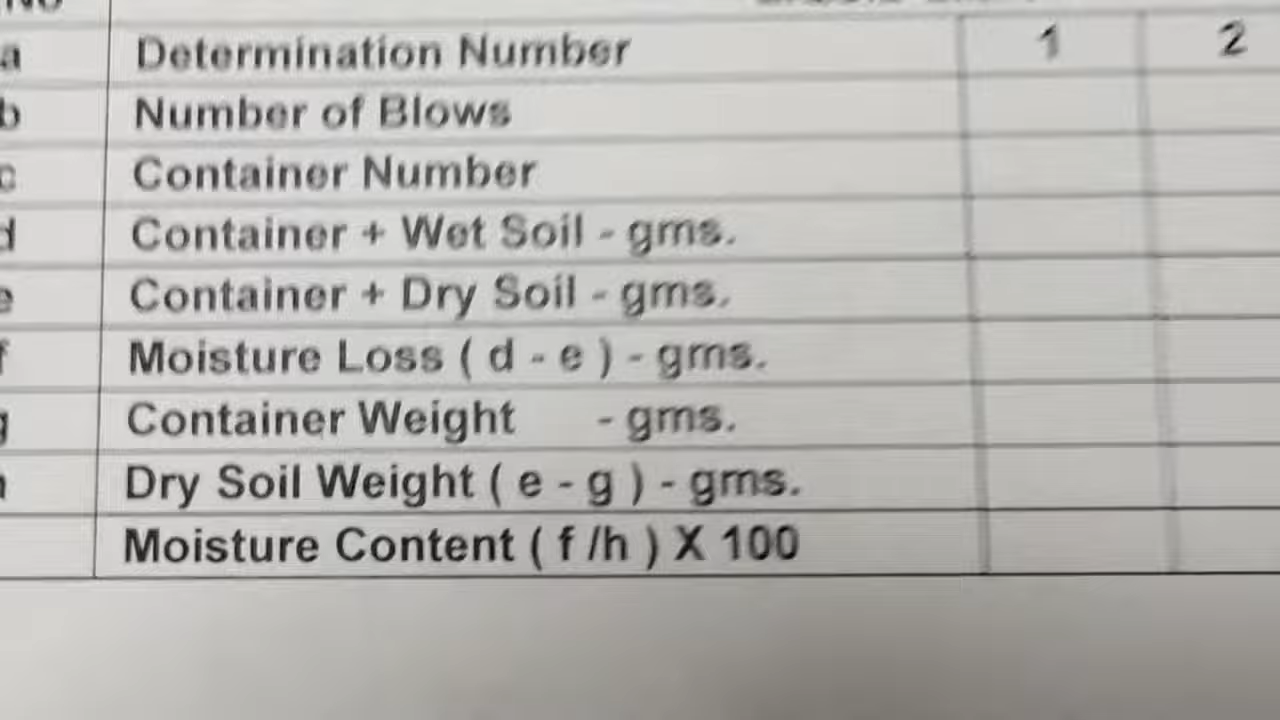 No
a Determination Number 1 2
b Number of Blows
c Container Number
d Container + Wet Soil - gms.
e Container + Dry Soil - gms.
f Moisture Loss ( d - e ) - gms.
g Container Weight - gms.
h Dry Soil Weight ( e - g ) - gms.
Moisture Content ( f /h ) X 100